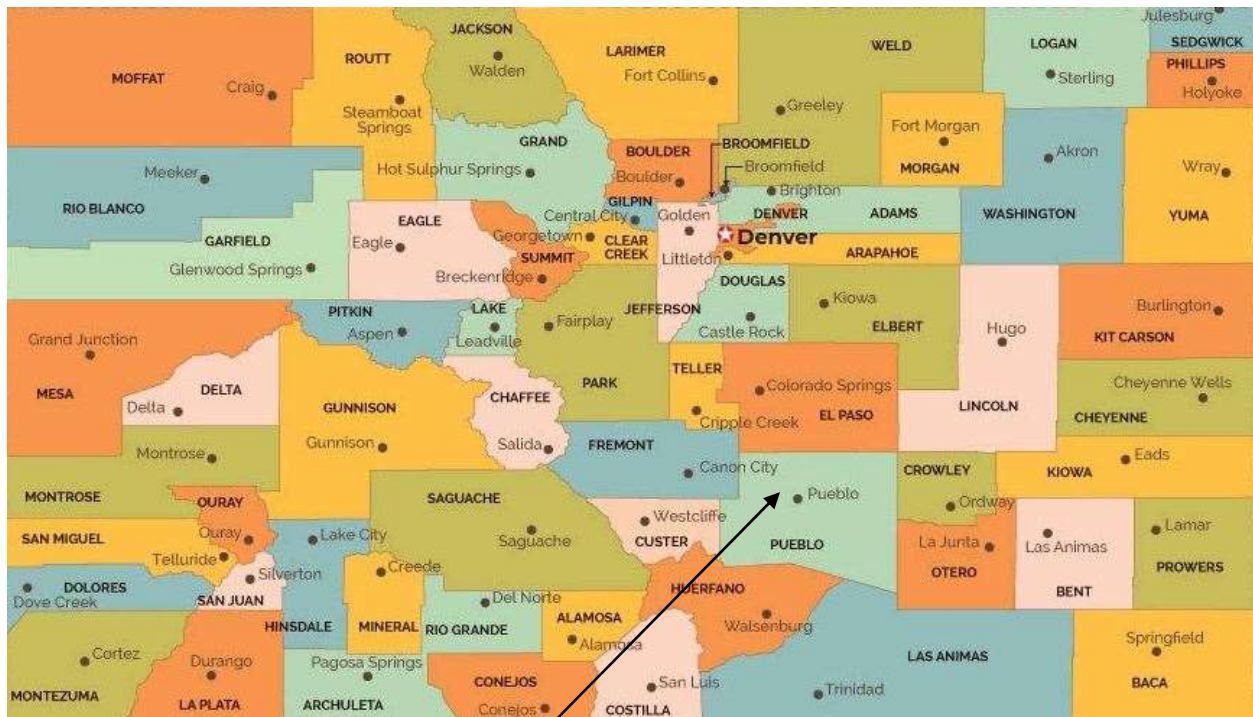 JACKSON
Walden
LARIMER
Fort Collins
WELD
Greeley
LOGAN
Sterling
Julesburg
SEDGWICK
PHILLIPS
Holyoke
MOFFAT
Craig
ROUTT
Steamboat
Springs
GRAND
Hot Sulphur Springs
BOULDER
Boulder
BROOMFIELD
Broomfield
Brighton
Fort Morgan
MORGAN
Akron
WASHINGTON
Wray
YUMA
Meeker
RIO BLANCO
GARFIELD
Glenwood Springs
EAGLE
Eagle
GILPIN
Central City
Georgetown
CLEAR
CREEK
Golden
DENVER
Denver
ADAMS
Littleton
ARAPAHOE
SUMMIT
Breckenridge
PITKIN
Aspen
LAKE
Leadville
Fairplay
PARK
JEFFERSON
DOUGLAS
Castle Rock
Kiowa
ELBERT
Hugo
LINCOLN
Burlington
KIT CARSON
Grand Junction
MESA
DELTA
Delta
GUNNISON
Gunnison
CHAFFEE
Salida
TELLER
Cripple Creek
Colorado Springs
EL PASO
Cheyenne Wells
CHEYENNE
Montrose
MONTROSE
FREMONT
Canon City
Pueblo
PUEBLO
CROWLEY
Ordway
Eads
KIOWA
OURAY
Ouray
SAN MIGUEL
Telluride
Lake City
SAGUACHE
Saguache
Westcliffe
CUSTER
La Junta
OTERO
Las Animas
BENT
Lamar
PROWERS
DOLORES
Dove Creek
Silverton
SAN JUAN
HINSDALE
Creede
MINERAL
Del Norte
RIO GRANDE
ALAMOSA
Alamosa
HUERFANO
Walsenburg
LAS ANIMAS
Trinidad
Springfield
BACA
Cortez
MONTEZUMA
Durango
LA PLATA
Pagosa Springs
ARCHULETA
CONEJOS
Conejos
San Luis
COSTILLA